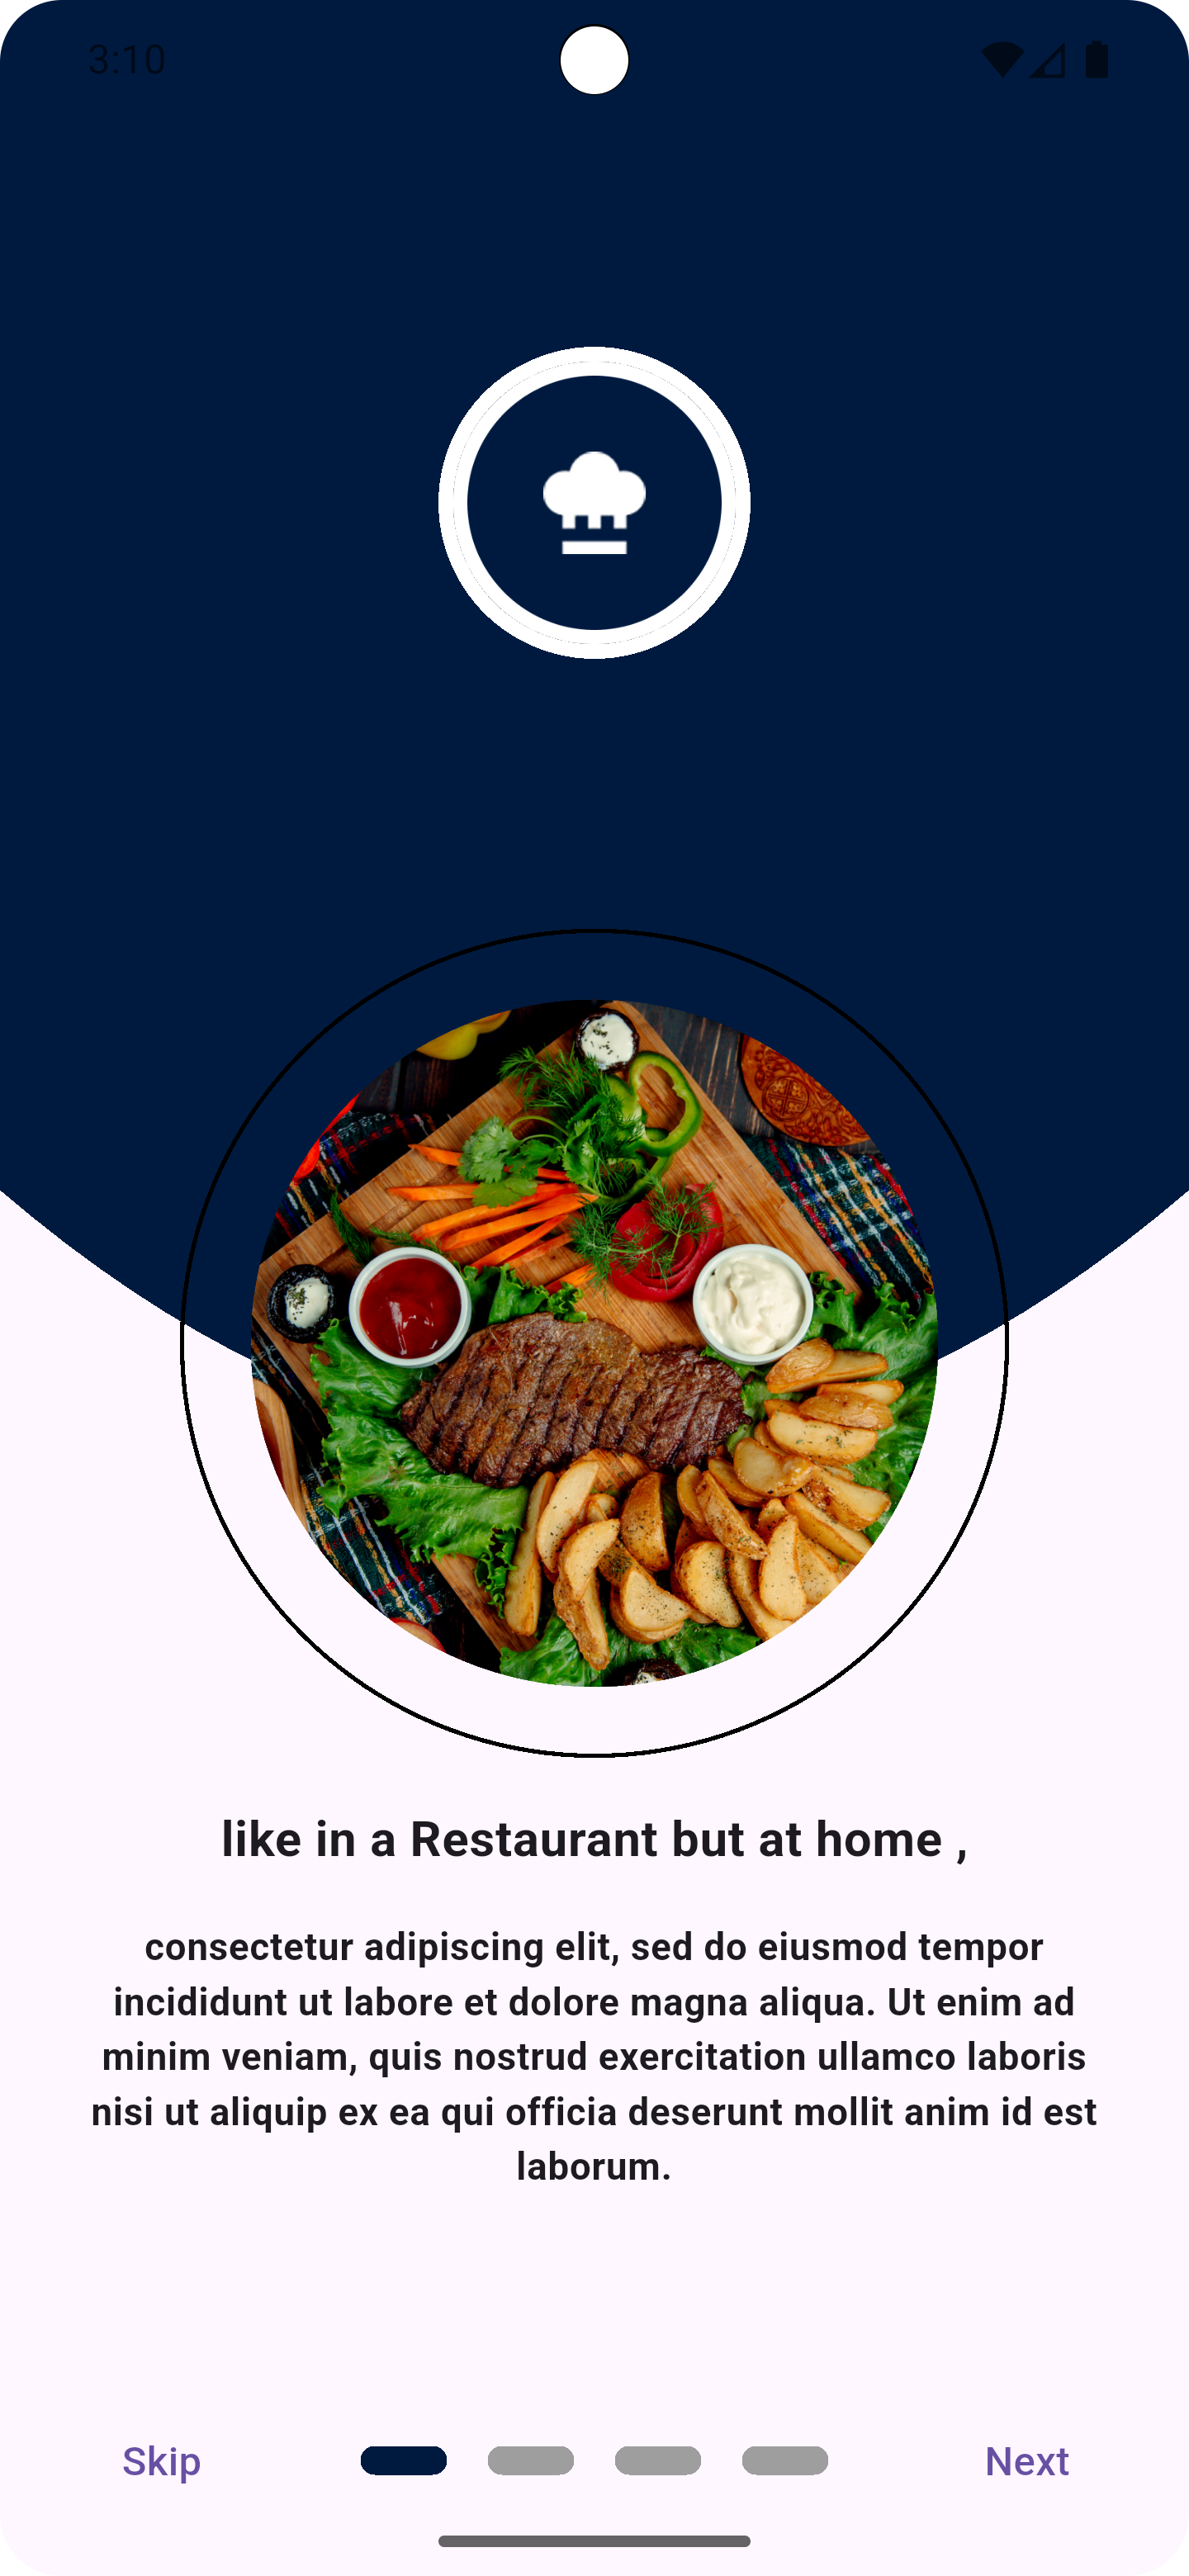 3:10
like in a Restaurant but at home ,
consectetur adipiscing elit, sed do eiusmod tempor
incididunt ut labore et dolore magna aliqua. Ut enim ad
minim veniam, quis nostrud exercitation ullamco laboris
nisi ut aliquip ex ea qui officia deserunt mollit anim id est
laborum.
Skip
Next